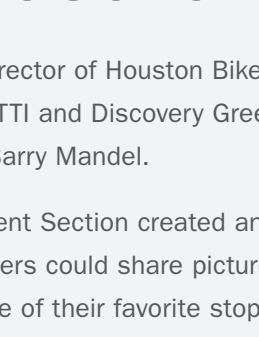 rector of Houston Bike
TTI and Discovery Gree
Barry Mandel.
ent Section created an
ers could share pictur
e of their favorite stop